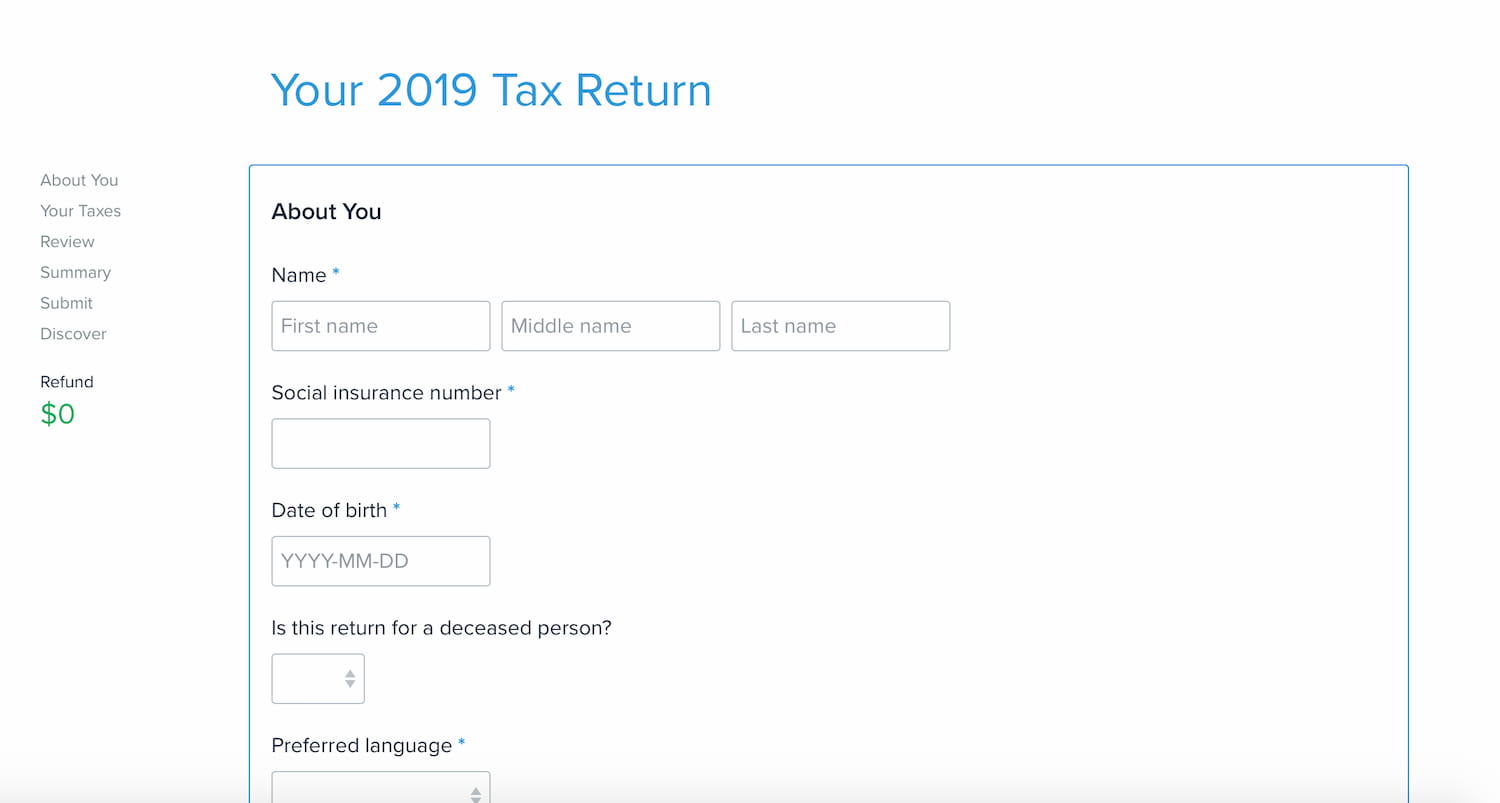 Your 2019 Tax Return
About You
Your Taxes
Review
Summary
Submit
Discover
Refund
$0
About You
Name *
First name Middle name Last name
Social insurance number *
Date of birth *
YYYY-MM-DD
Is this return for a deceased person?
Preferred language *